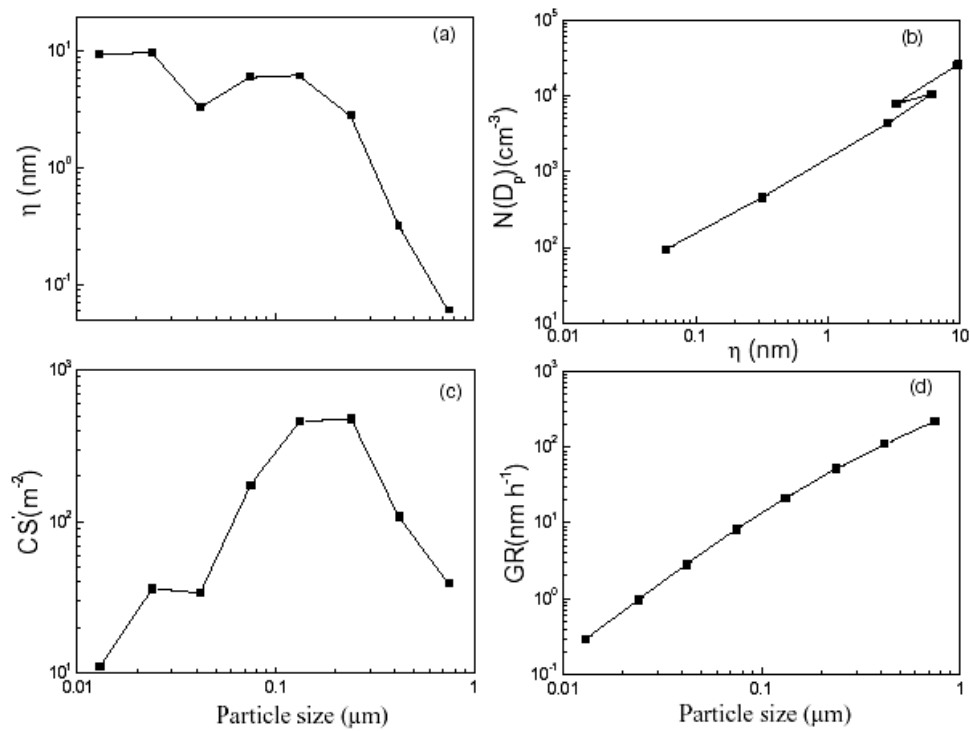 (a)
η (nm)
10¹
10⁰
10⁻¹
(b)
N(Dₚ)(cm⁻³)
10⁵
10⁴
10³
10²
10¹
0.01 0.1 1 10
η (nm)
(c)
CS'(m⁻²)
10³
10²
10¹
0.01 0.1 1
Particle size (μm)
(d)
GR(nm h⁻¹)
10³
10²
10¹
10⁰
10⁻¹
0.01 0.1 1
Particle size (μm)